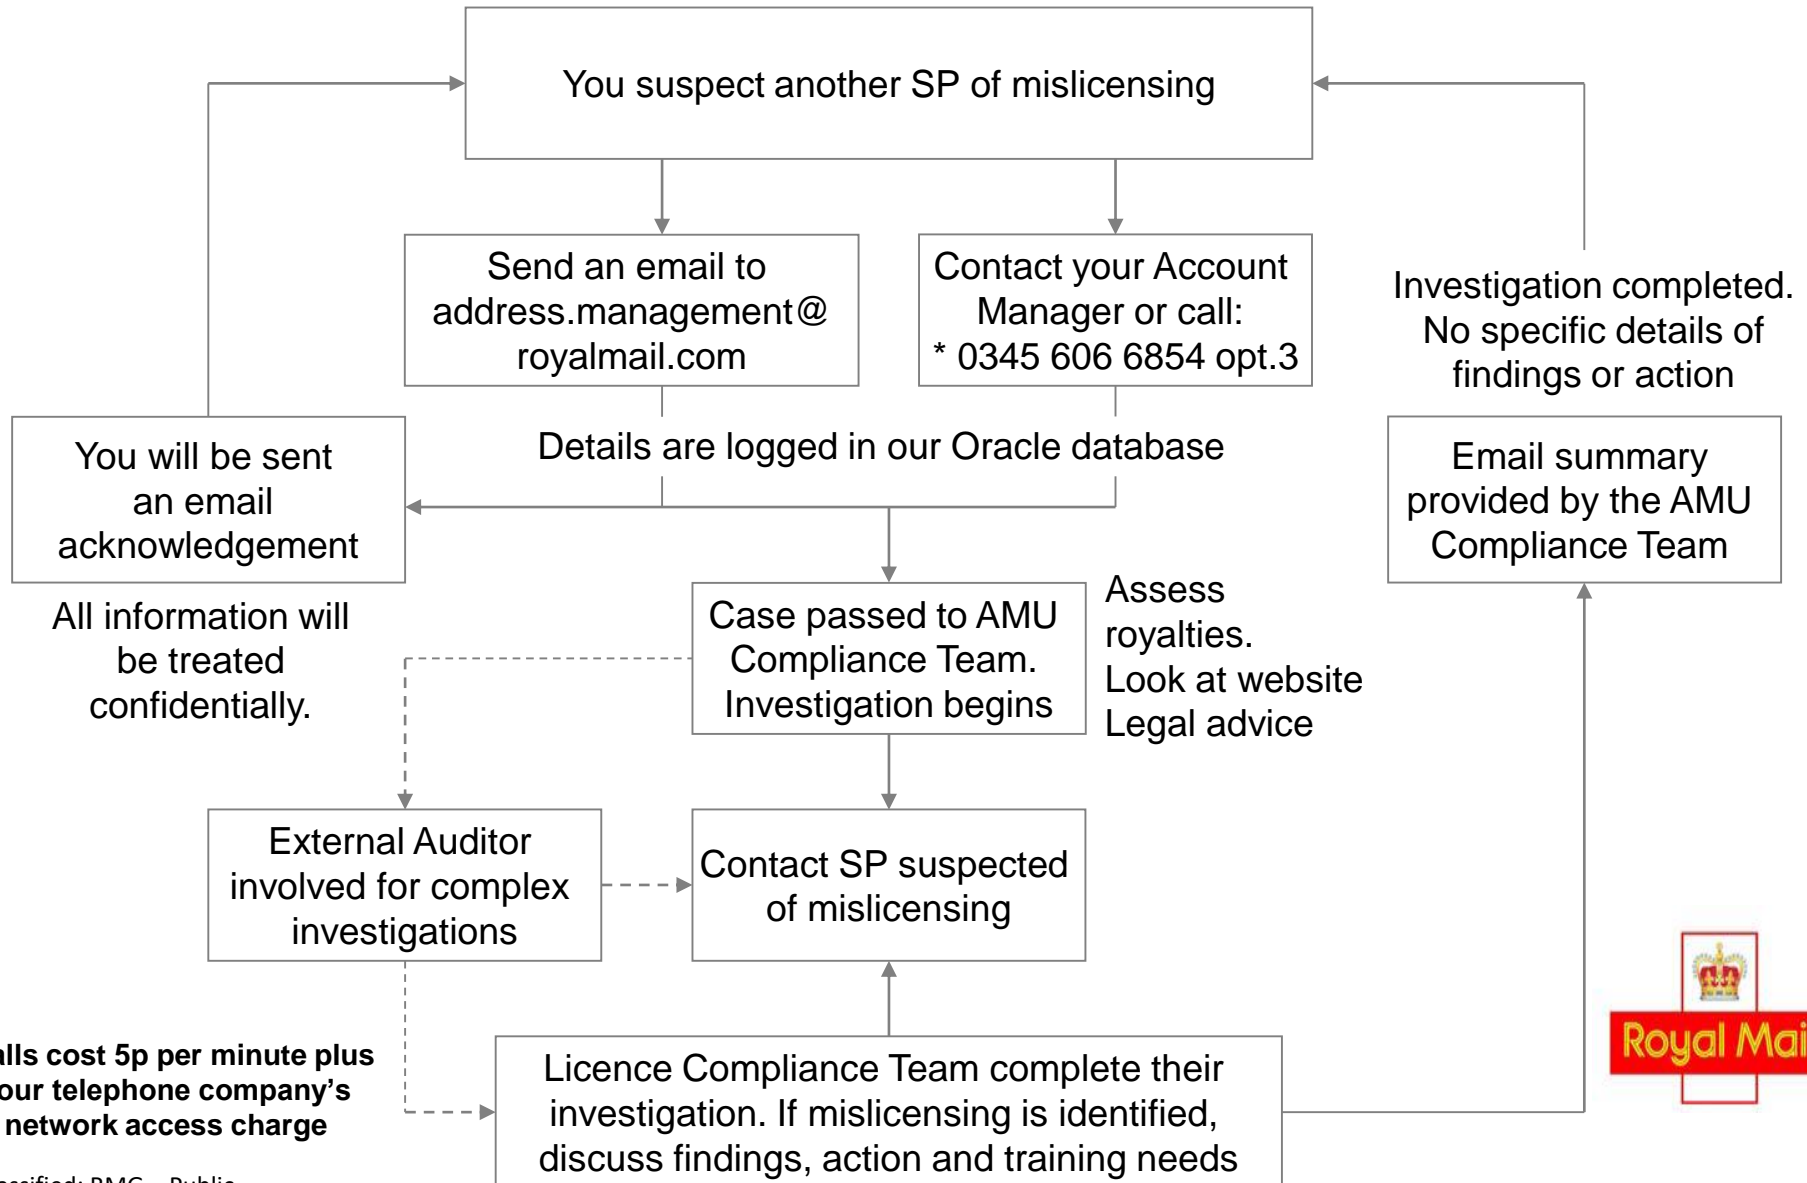 You suspect another SP of mislicensing
Send an email to
address.management@
royalmail.com
Contact your Account
Manager or call:
* 0345 606 6854 opt.3
Investigation completed.
No specific details of
findings or action
You will be sent
an email
acknowledgement
Details are logged in our Oracle database
Email summary
provided by the AMU
Compliance Team
All information will
be treated
confidentially.
Case passed to AMU
Compliance Team.
Investigation begins
Assess
royalties.
Look at website
Legal advice
External Auditor
involved for complex
investigations
Contact SP suspected
of mislicensing
Royal Mai
alls cost 5p per minute plus
our telephone company’s
network access charge
Licence Compliance Team complete their
investigation. If mislicensing is identified,
discuss findings, action and training needs